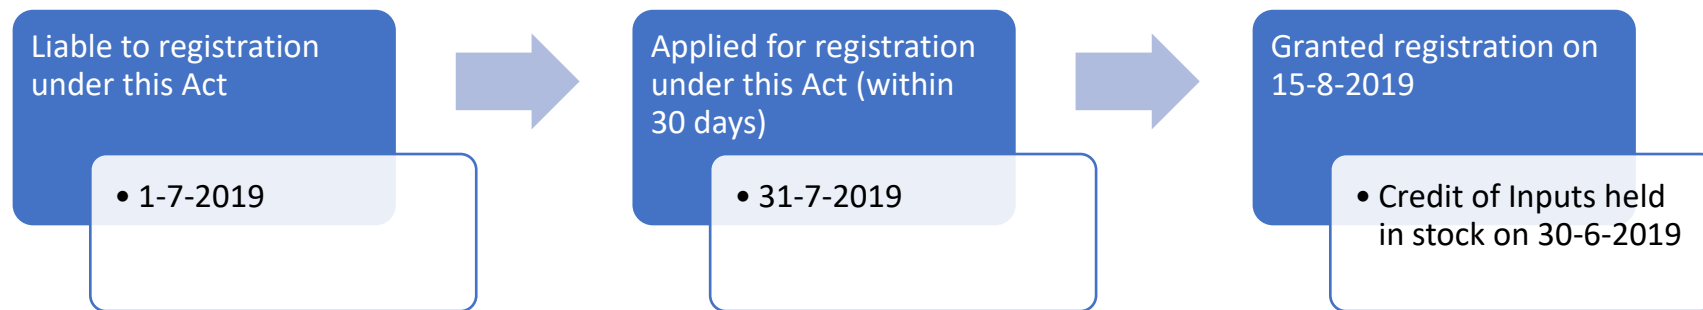 Liable to registration
under this Act
• 1-7-2019
Applied for registration
under this Act (within
30 days)
• 31-7-2019
Granted registration on
15-8-2019
• Credit of Inputs held
in stock on 30-6-2019